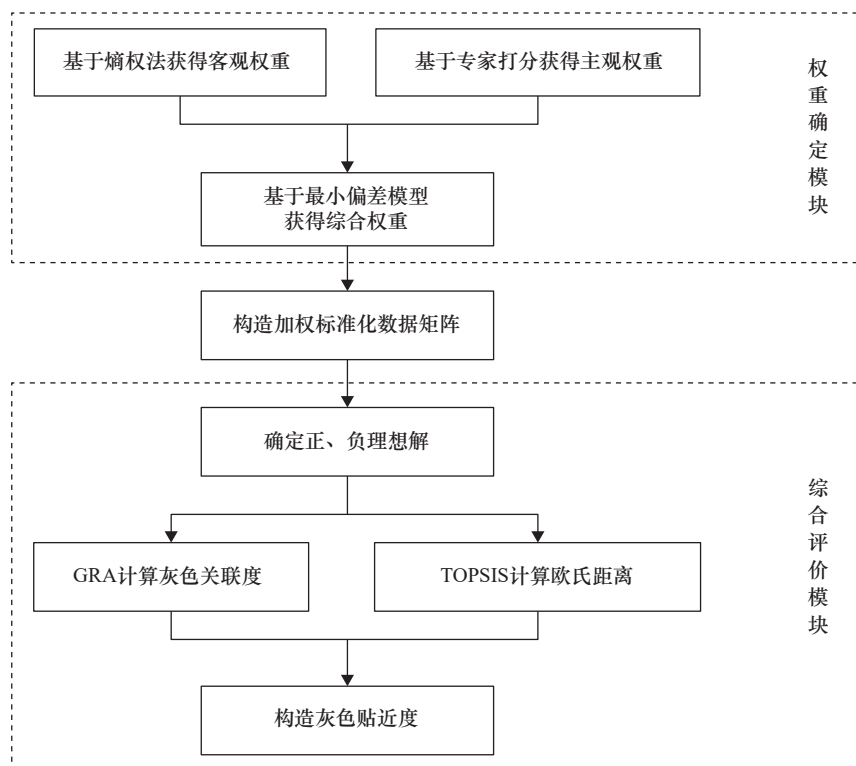 基于熵权法获得客观权重
基于专家打分获得主观权重
权重确定模块
基于最小偏差模型
获得综合权重
构造加权标准化数据矩阵
确定正、负理想解
综合评价模块
GRA计算灰色关联度
TOPSIS计算欧氏距离
构造灰色贴近度